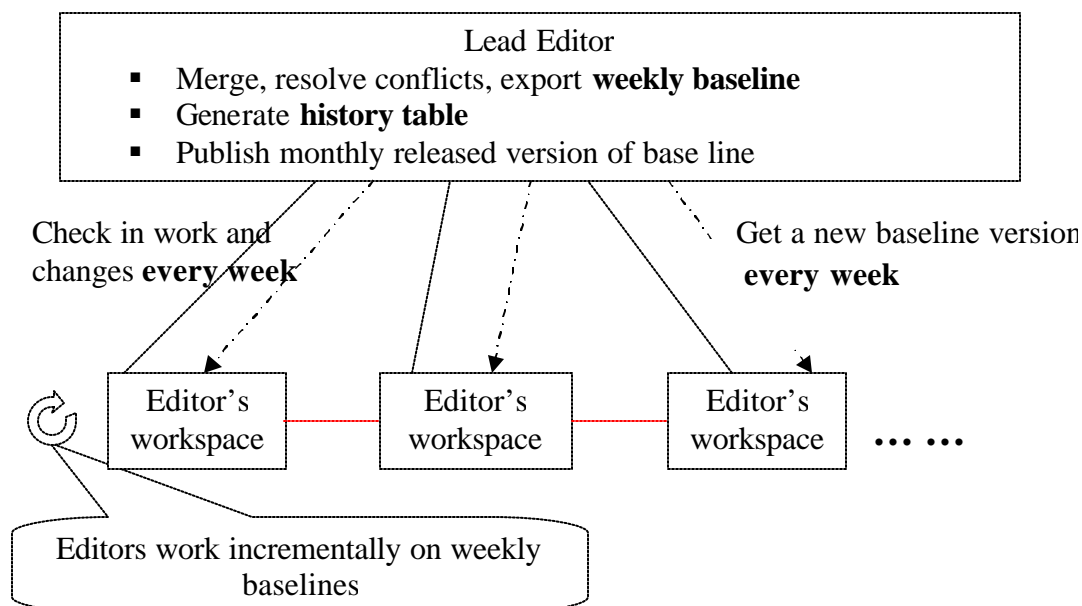 Lead Editor
▪ Merge, resolve conflicts, export weekly baseline
▪ Generate history table
▪ Publish monthly released version of base line
Check in work and
changes every week
Get a new baseline version
every week
Editor’s
workspace
Editor’s
workspace
Editor’s
workspace
… …
Editors work incrementally on weekly
baselines